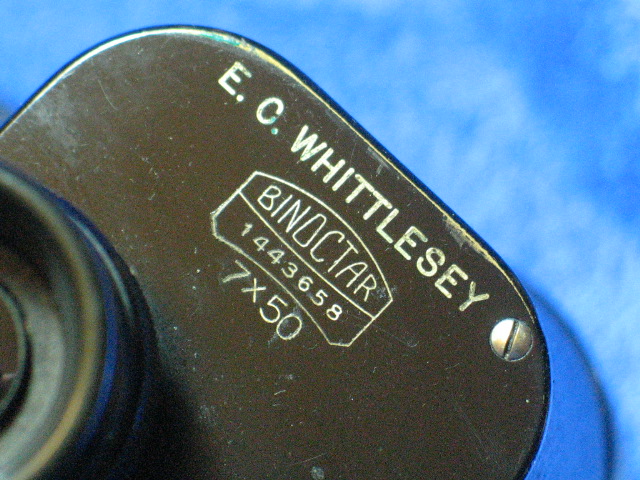 E. C. WHITTLESEY
BINOCTAR
1443658
7x50